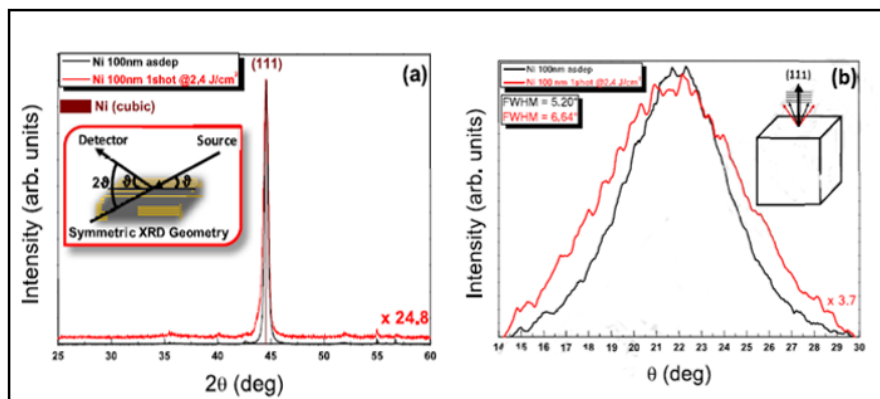 Ni 100nm asdep
Ni 100nm 1shot @2,4 J/cm²
(111)
(a)
Ni (cubic)
Detector
Source
2ϑ
ϑ
ϑ
Symmetric XRD Geometry
x 24.8
Intensity (arb. units)
25 30 35 40 45 50 55 60
2θ (deg)
Ni 100nm asdep
Ni 100 nm 1shot @2,4 J/cm²
(b)
FWHM = 5.20°
FWHM = 6.64°
(111)
x 3.7
Intensity (arb. units)
14 15 16 17 18 19 20 21 22 23 24 25 26 27 28 29 30
θ (deg)